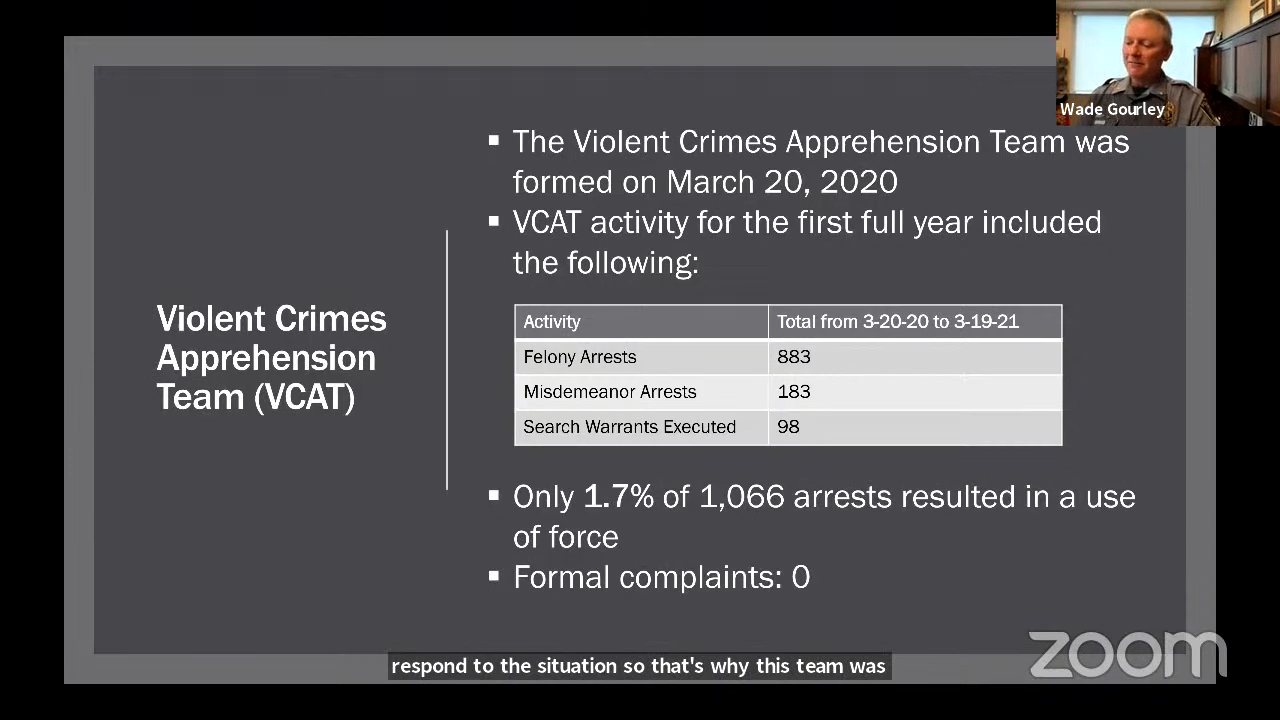 Wade Gourley
▪ The Violent Crimes Apprehension Team was
formed on March 20, 2020
▪ VCAT activity for the first full year included
the following:
Violent Crimes
Apprehension
Team (VCAT)
Activity Total from 3-20-20 to 3-19-21
Felony Arrests 883
Misdemeanor Arrests 183
Search Warrants Executed 98
▪ Only 1.7% of 1,066 arrests resulted in a use
of force
▪ Formal complaints: 0
zoom
respond to the situation so that's why this team was